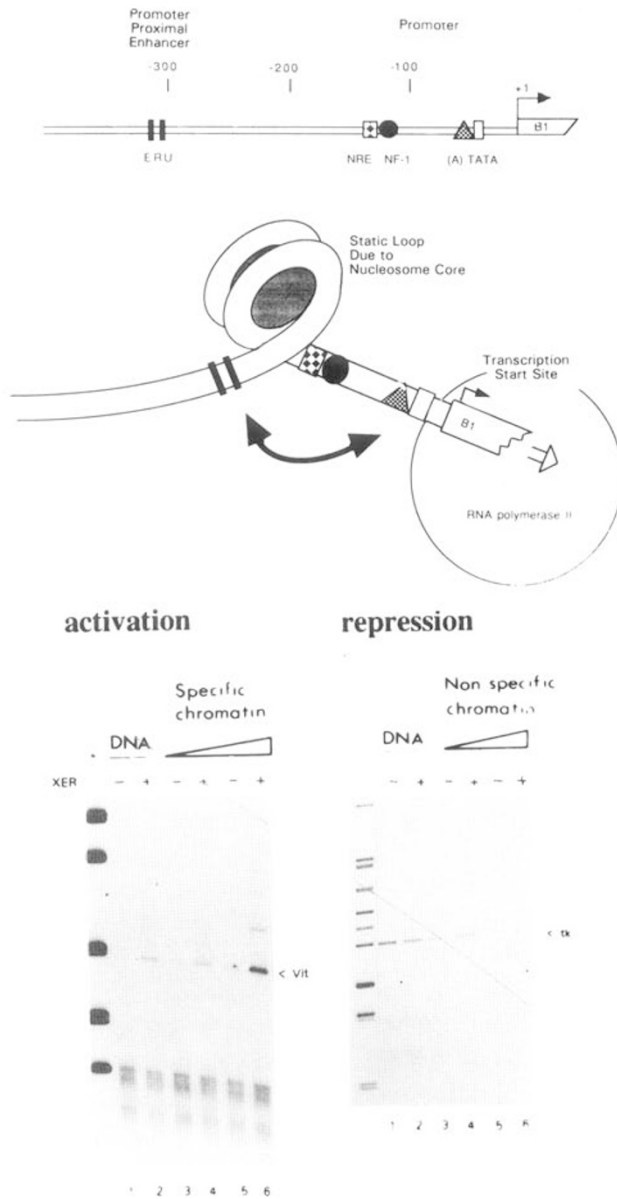 Promoter
Proximal
Enhancer
Promoter
-300
-200
-100
+1
B1
ERU
NRE NF-1 (A) TATA
Static Loop
Due to
Nucleosome Core
Transcription
Start Site
B1
RNA polymerase II
activation
repression
Specific
chromatin
Non specific
chromatin
DNA
DNA
XER - + - + - +
- + - + - +
< Vit
< tk
1 2 3 4 5 6
1 2 3 4 5 6